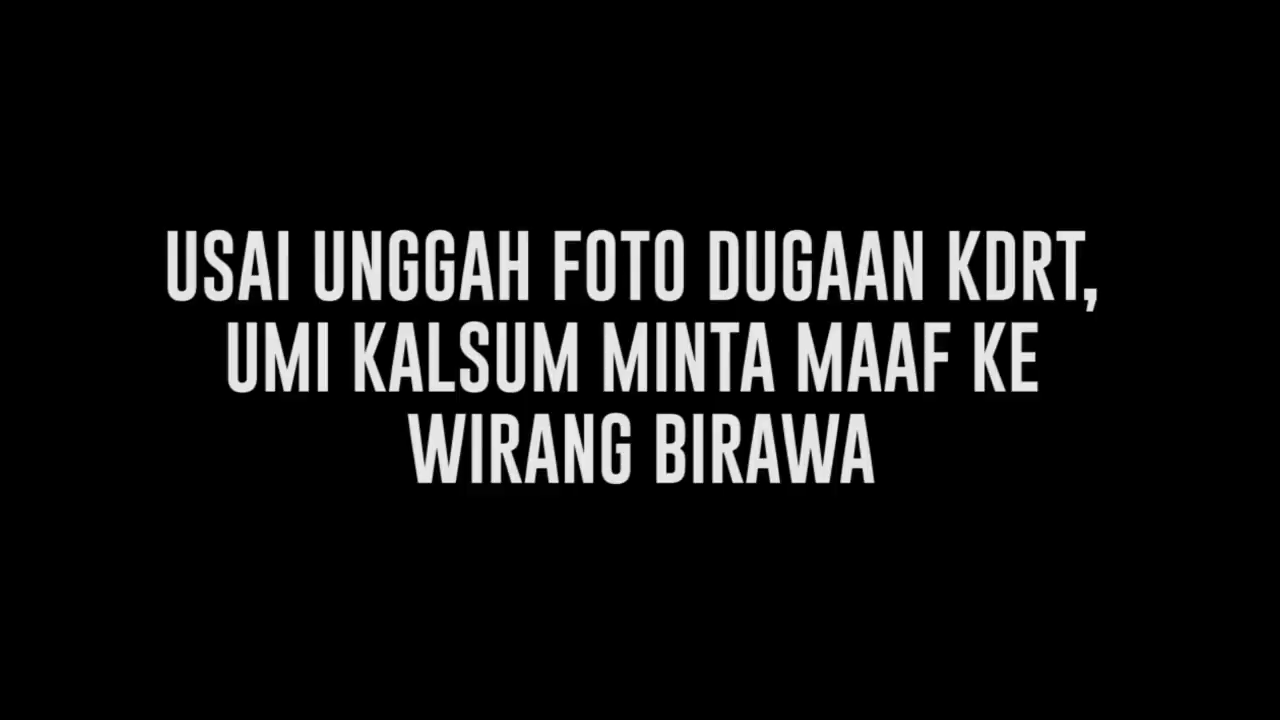 USAI UNGGAH FOTO DUGAAN KDRT,
UMI KALSUM MINTA MAAF KE
WIRANG BIRAWA